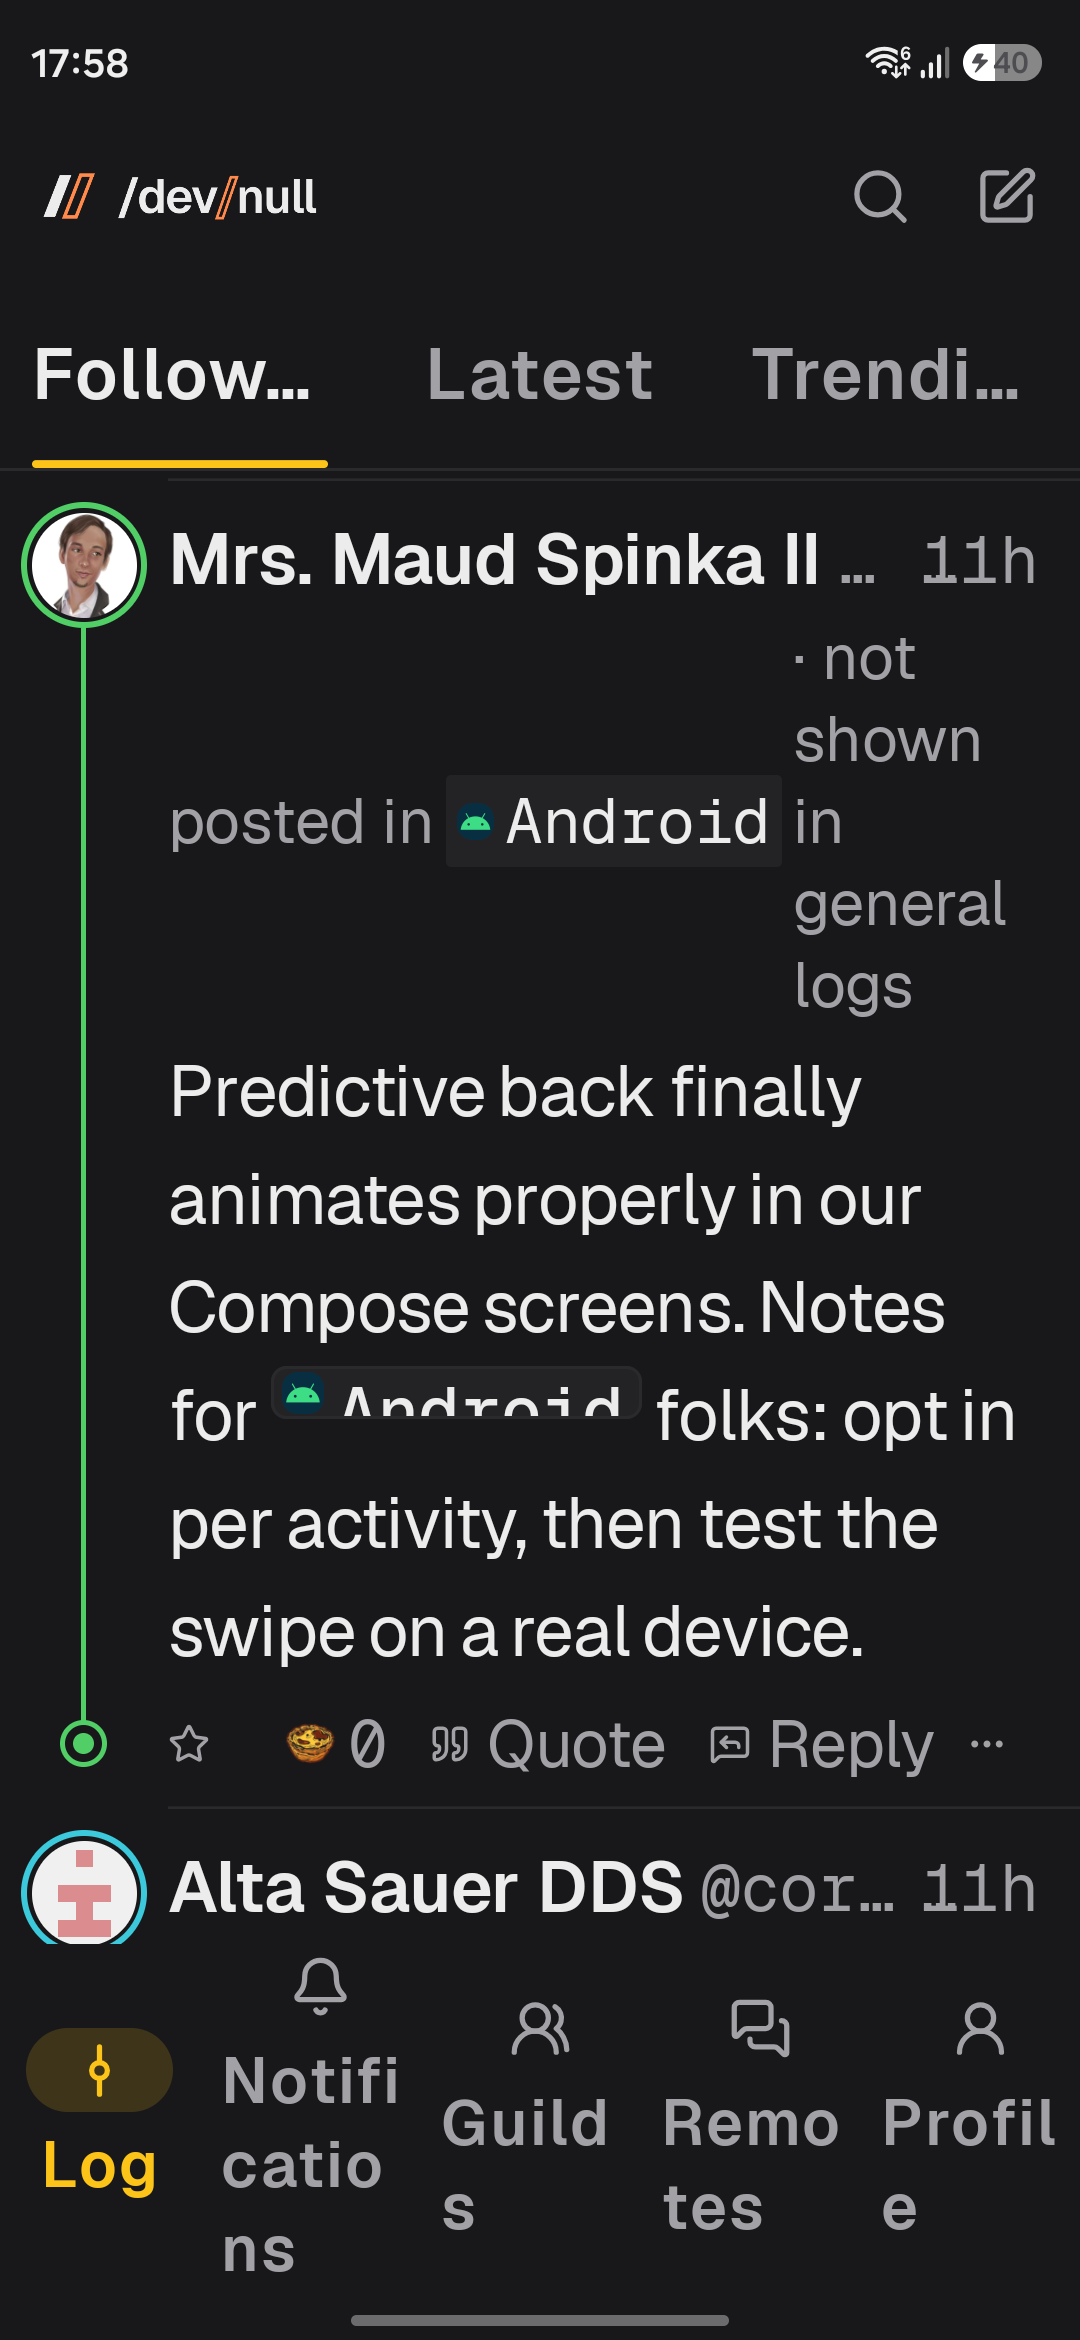 17:58
6
40
/dev/null
Follow... Latest Trendi...
Mrs. Maud Spinka II ... 11h
posted in Android · not
shown
in
general
logs
Predictive back finally
animates properly in our
Compose screens. Notes
for Android folks: opt in
per activity, then test the
swipe on a real device.
0 Quote Reply
Alta Sauer DDS @cor... 11h
Log
Notifi
catio
ns
Guild
s
Remo
tes
Profil
e